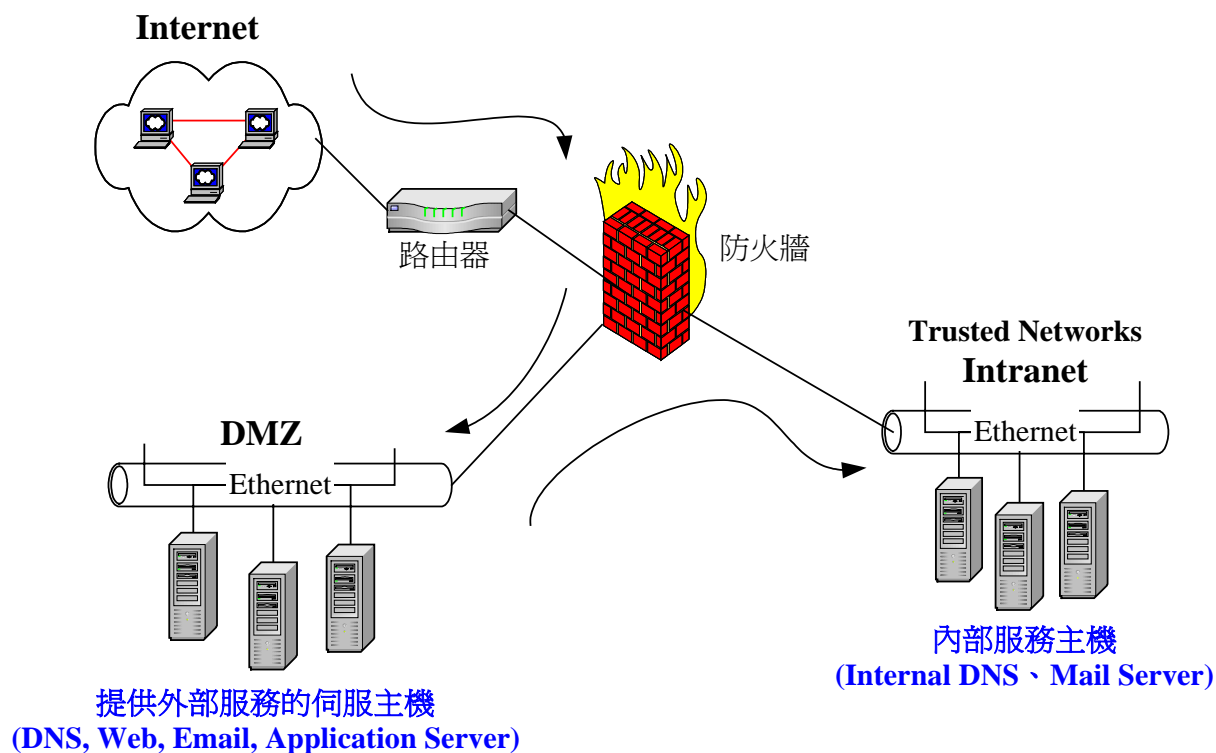 Internet
路由器
防火牆
Trusted Networks
Intranet
Ethernet
DMZ
Ethernet
內部服務主機
(Internal DNS、Mail Server)
提供外部服務的伺服主機
(DNS, Web, Email, Application Server)